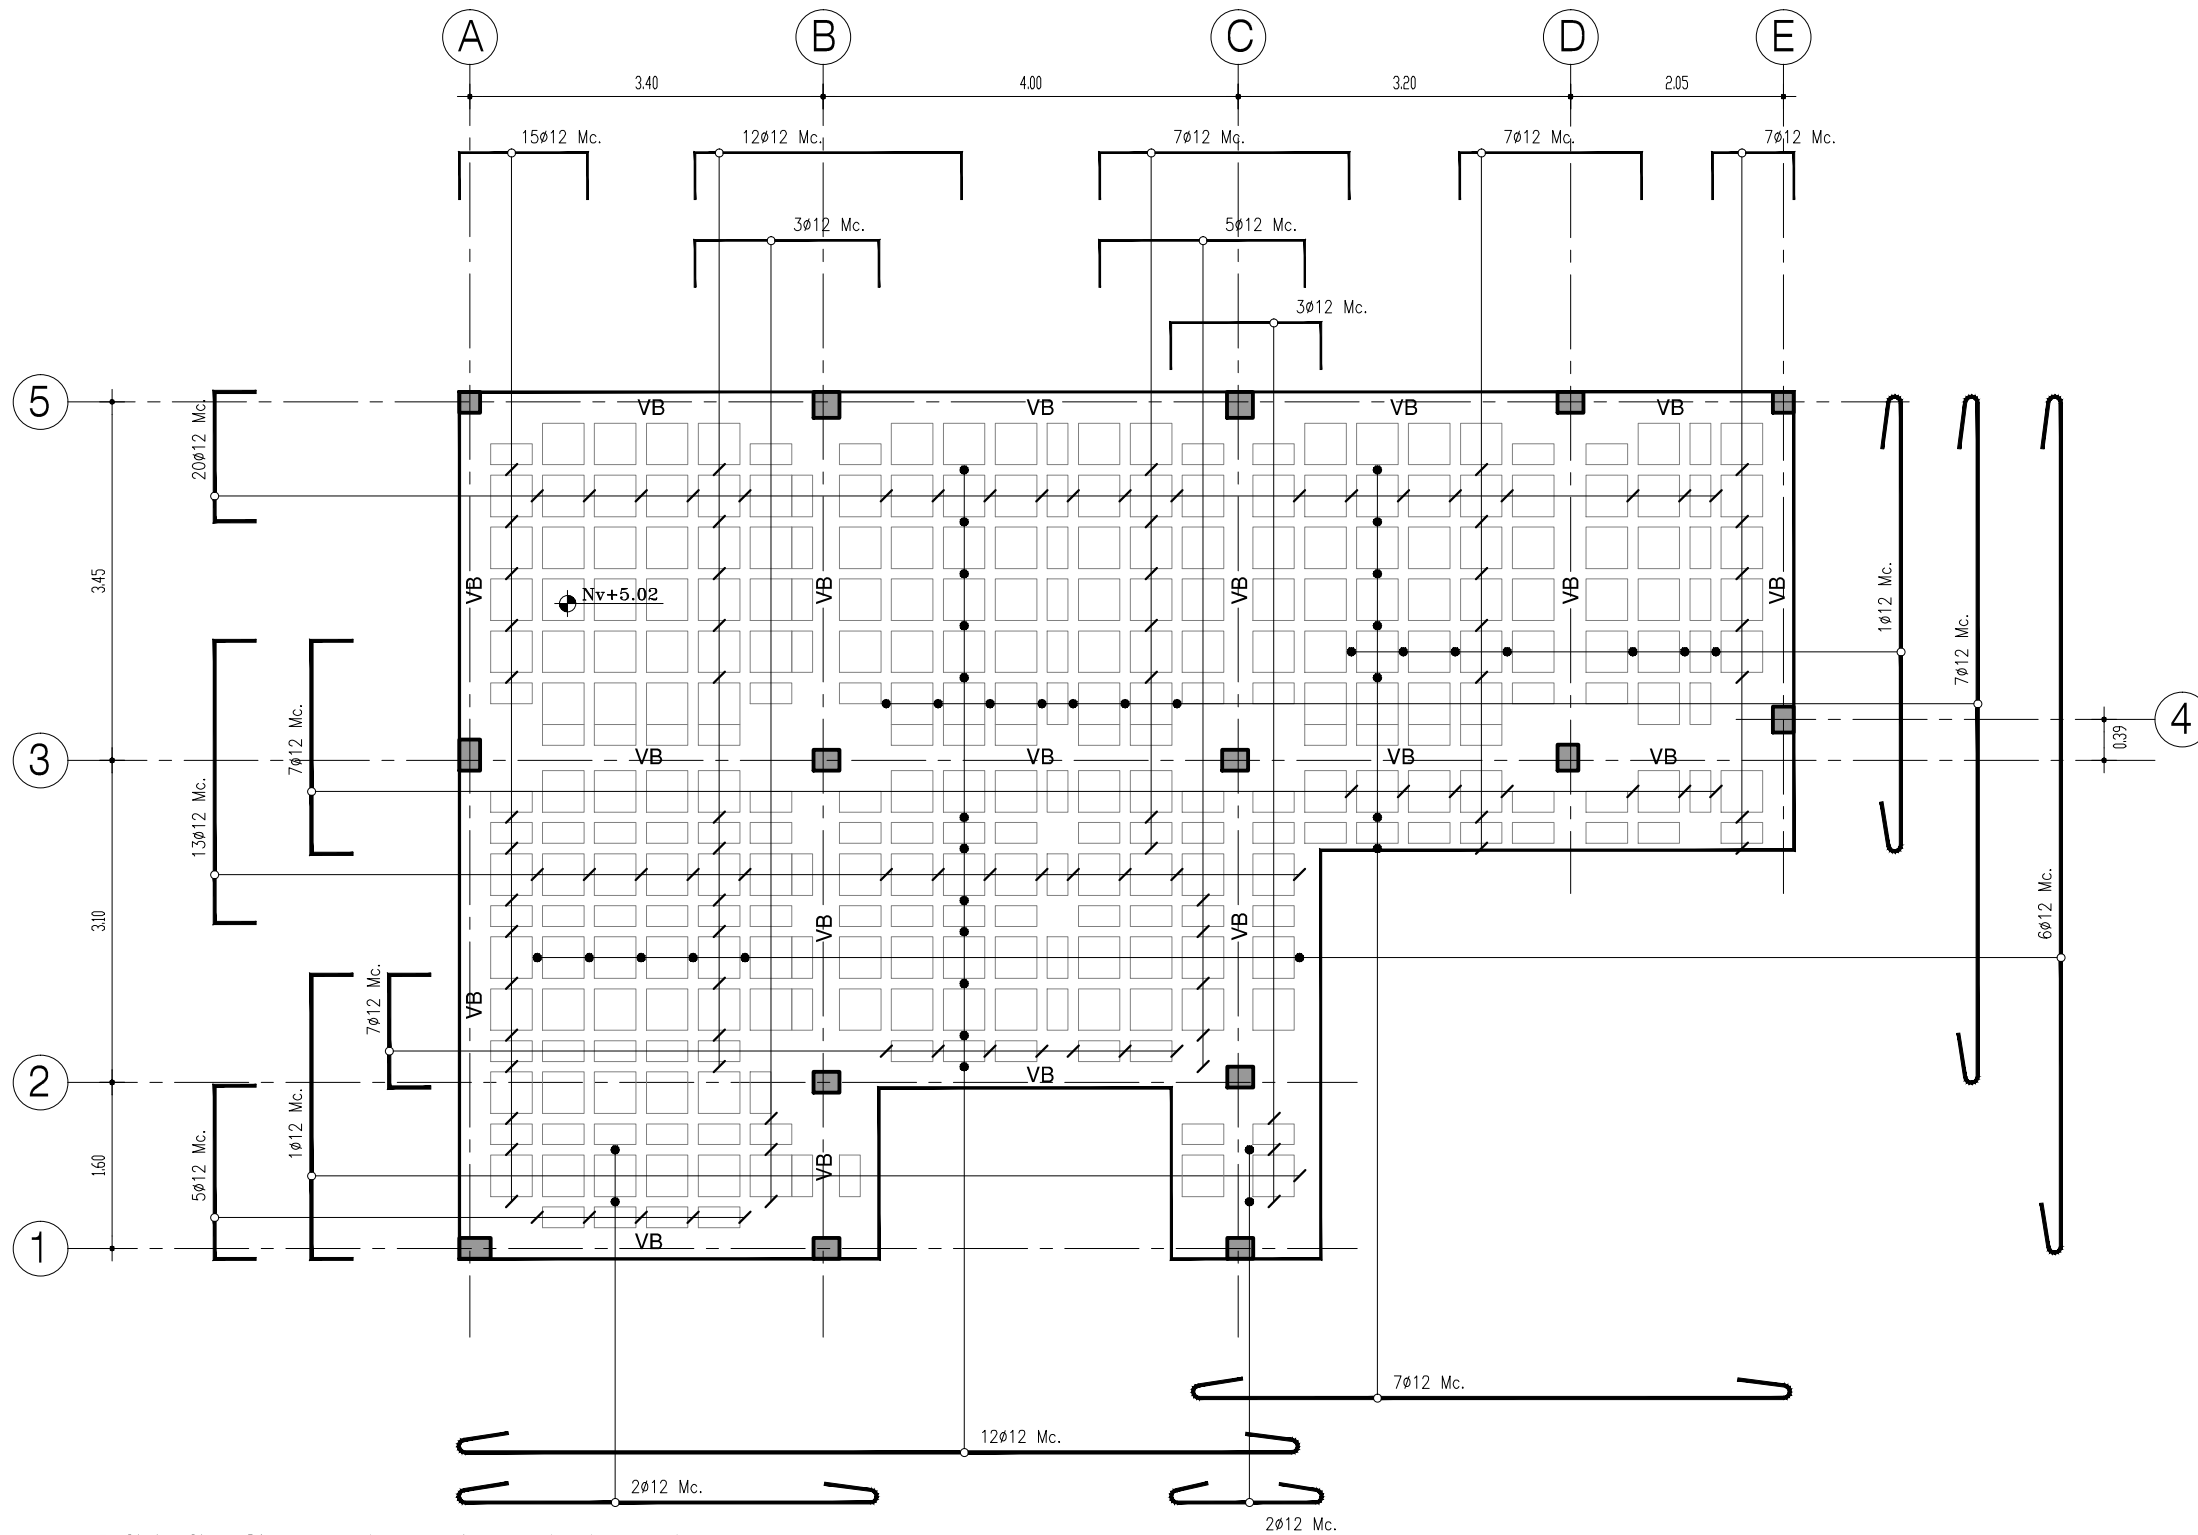 A B C D E
3.40 4.00 3.20 2.05
15ø12 Mc. 12ø12 Mc. 7ø12 Mc. 7ø12 Mc. 7ø12 Mc.
3ø12 Mc. 5ø12 Mc.
3ø12 Mc.
5
VB VB VB VB
20ø12 Mc.
3.45
VB VB VB VB VB
Nv+5.02
1ø12 Mc.
7ø12 Mc.
4
0.39
3
VB VB VB VB
7ø12 Mc.
13ø12 Mc.
3.10
VB VB
6ø12 Mc.
VB
7ø12 Mc.
2
VB
1ø12 Mc.
5ø12 Mc.
1.60
VB
1
VB
7ø12 Mc.
12ø12 Mc.
2ø12 Mc.
2ø12 Mc.